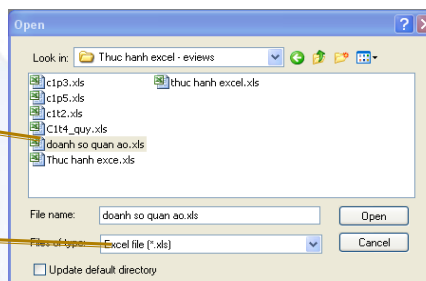 Open
Look in: Thuc hanh excel - eviews
c1p3.xls thuc hanh excel.xls
c1p5.xls
c1t2.xls
C1t4_quy.xls
doanh so quan ao.xls
Thuc hanh exce.xls
File name: doanh so quan ao.xls Open
Files of type: Excel file (*.xls) Cancel
Update default directory